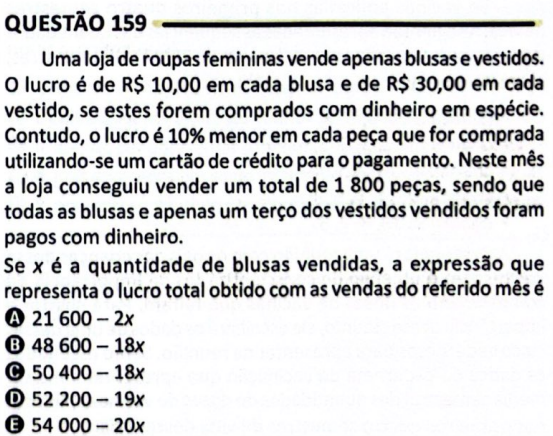 QUESTÃO 159
Uma loja de roupas femininas vende apenas blusas e vestidos.
O lucro é de R$ 10,00 em cada blusa e de R$ 30,00 em cada
vestido, se estes forem comprados com dinheiro em espécie.
Contudo, o lucro é 10% menor em cada peça que for comprada
utilizando-se um cartão de crédito para o pagamento. Neste mês
a loja conseguiu vender um total de 1 800 peças, sendo que
todas as blusas e apenas um terço dos vestidos vendidos foram
pagos com dinheiro.
Se x é a quantidade de blusas vendidas, a expressão que
representa o lucro total obtido com as vendas do referido mês é
A 21 600 – 2x
B 48 600 – 18x
C 50 400 – 18x
D 52 200 – 19x
E 54 000 – 20x